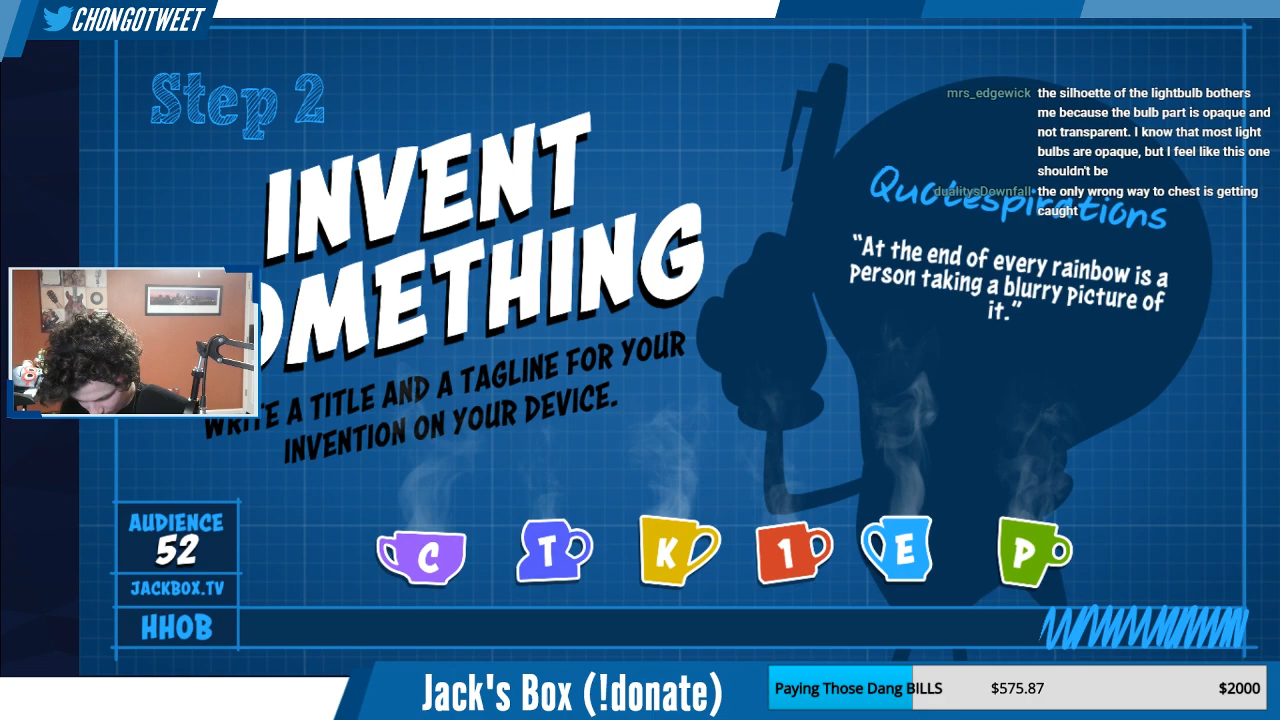 CHONGOTWEET
Step 2
INVENT
OMETHING
WRITE A TITLE AND A TAGLINE FOR YOUR
INVENTION ON YOUR DEVICE.
mrs_edgewick the silhoette of the lightbulb bothers
me because the bulb part is opaque and
not transparent. I know that most light
bulbs are opaque, but I feel like this one
shouldn't be
dualitysDownfall the only wrong way to chest is getting
caught
Quotespirations
“At the end of every rainbow is a
person taking a blurry picture of
it.”
C T K 1 E P
AUDIENCE
52
JACKBOX.TV
HHOB
Jack's Box (!donate)
Paying Those Dang BILLS $575.87 $2000